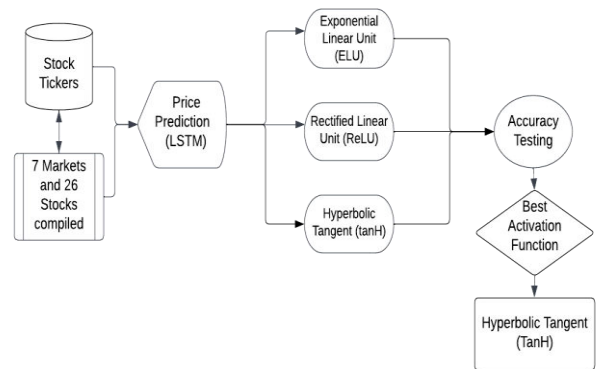 Stock
Tickers
7 Markets
and 26
Stocks
compiled
Price
Prediction
(LSTM)
Exponential
Linear Unit
(ELU)
Rectified Linear
Unit (ReLU)
Hyperbolic
Tangent (tanH)
Accuracy
Testing
Best
Activation
Function
Hyperbolic Tangent
(TanH)